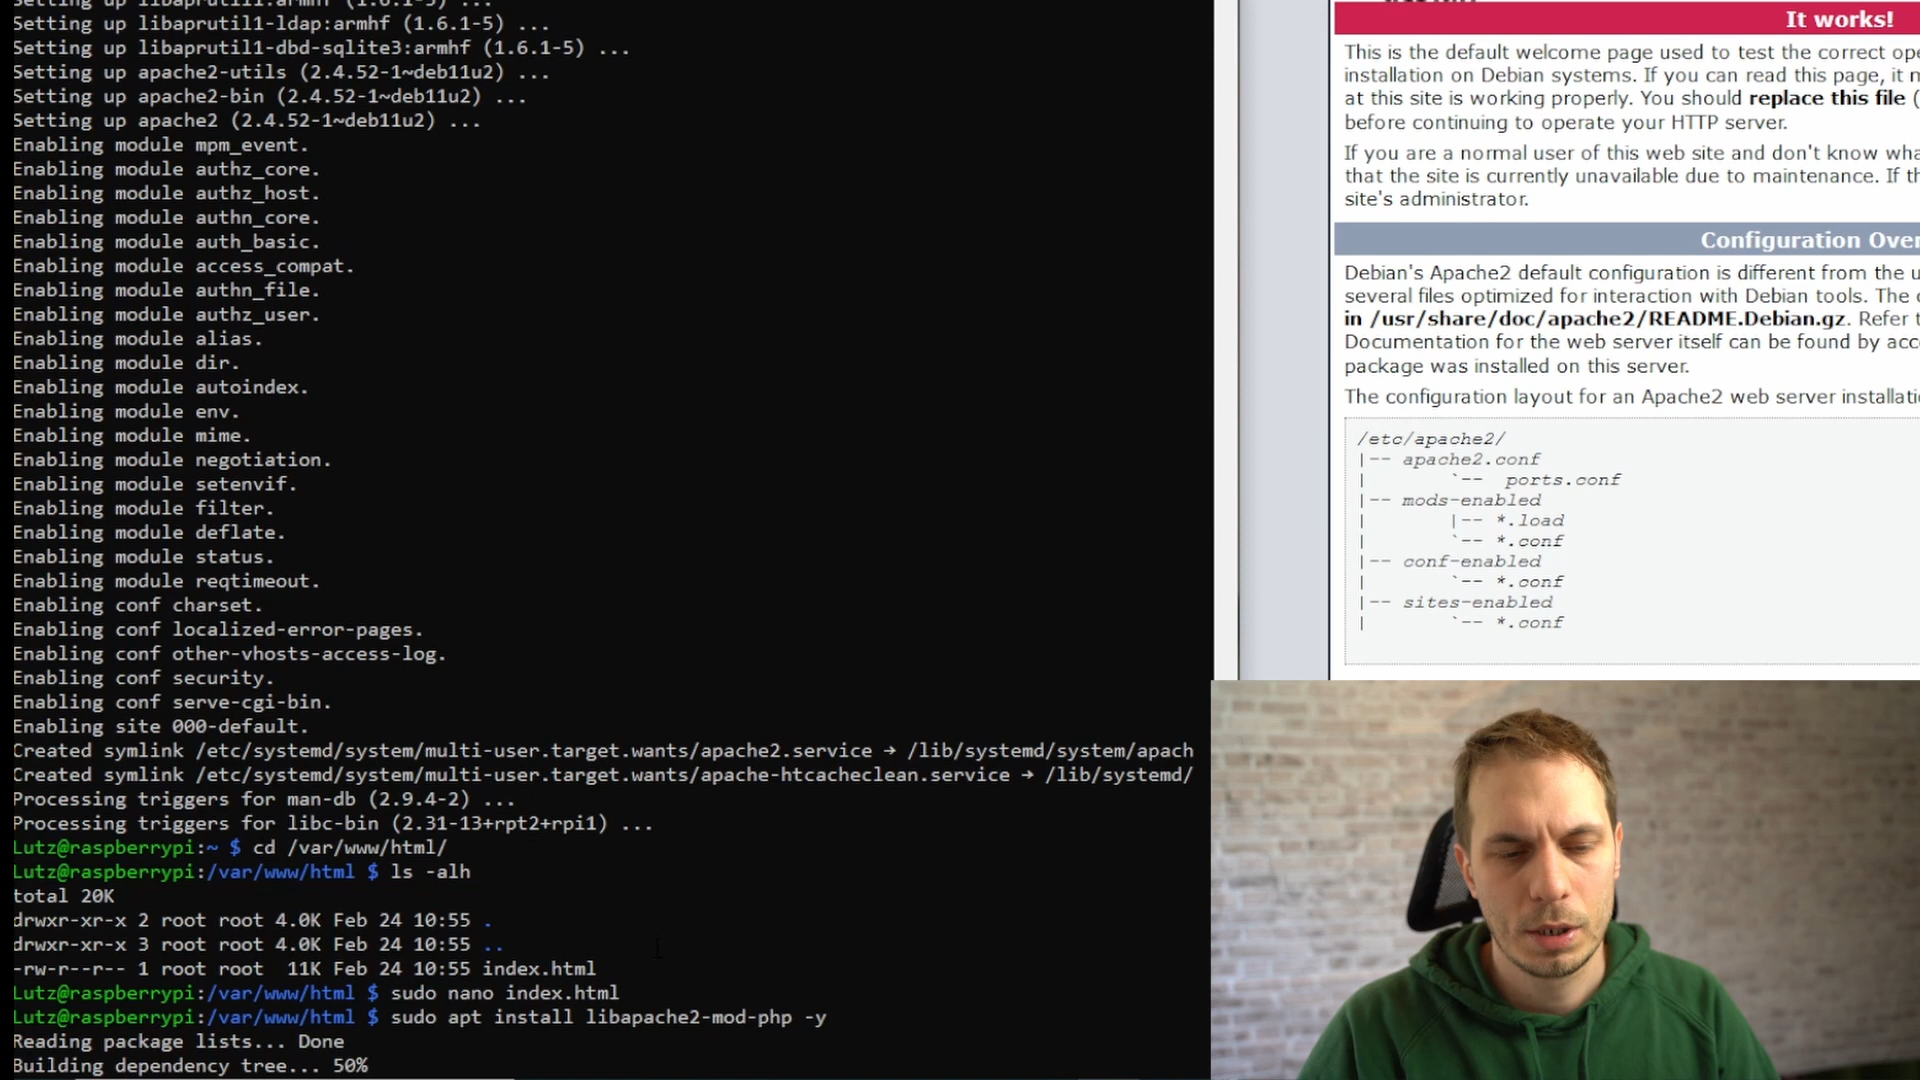 Setting up libaprutil1:armhf (1.6.1-5) ...
Setting up libaprutil1-ldap:armhf (1.6.1-5) ...
Setting up libaprutil1-dbd-sqlite3:armhf (1.6.1-5) ...
Setting up apache2-utils (2.4.52-1~deb11u2) ...
Setting up apache2-bin (2.4.52-1~deb11u2) ...
Setting up apache2 (2.4.52-1~deb11u2) ...
Enabling module mpm_event.
Enabling module authz_core.
Enabling module authz_host.
Enabling module authn_core.
Enabling module auth_basic.
Enabling module access_compat.
Enabling module authn_file.
Enabling module authz_user.
Enabling module alias.
Enabling module dir.
Enabling module autoindex.
Enabling module env.
Enabling module mime.
Enabling module negotiation.
Enabling module setenvif.
Enabling module filter.
Enabling module deflate.
Enabling module status.
Enabling module reqtimeout.
Enabling conf charset.
Enabling conf localized-error-pages.
Enabling conf other-vhosts-access-log.
Enabling conf security.
Enabling conf serve-cgi-bin.
Enabling site 000-default.
Created symlink /etc/systemd/system/multi-user.target.wants/apache2.service → /lib/systemd/system/apach
Created symlink /etc/systemd/system/multi-user.target.wants/apache-htcacheclean.service → /lib/systemd/
Processing triggers for man-db (2.9.4-2) ...
Processing triggers for libc-bin (2.31-13+rpt2+rpi1) ...
Lutz@raspberrypi:~ $ cd /var/www/html/
Lutz@raspberrypi:/var/www/html $ ls -alh
total 20K
drwxr-xr-x 2 root root 4.0K Feb 24 10:55 .
drwxr-xr-x 3 root root 4.0K Feb 24 10:55 ..
-rw-r--r-- 1 root root  11K Feb 24 10:55 index.html
Lutz@raspberrypi:/var/www/html $ sudo nano index.html
Lutz@raspberrypi:/var/www/html $ sudo apt install libapache2-mod-php -y
Reading package lists... Done
Building dependency tree... 50%
It works!
This is the default welcome page used to test the correct ope
installation on Debian systems. If you can read this page, it m
at this site is working properly. You should replace this file (
before continuing to operate your HTTP server.
If you are a normal user of this web site and don't know wha
that the site is currently unavailable due to maintenance. If th
site's administrator.
Configuration Over
Debian's Apache2 default configuration is different from the u
several files optimized for interaction with Debian tools. The c
in /usr/share/doc/apache2/README.Debian.gz. Refer t
Documentation for the web server itself can be found by acc
package was installed on this server.
The configuration layout for an Apache2 web server installati
/etc/apache2/
|-- apache2.conf
|       `--  ports.conf
|-- mods-enabled
|       |-- *.load
|       `-- *.conf
|-- conf-enabled
|       `-- *.conf
|-- sites-enabled
|       `-- *.conf